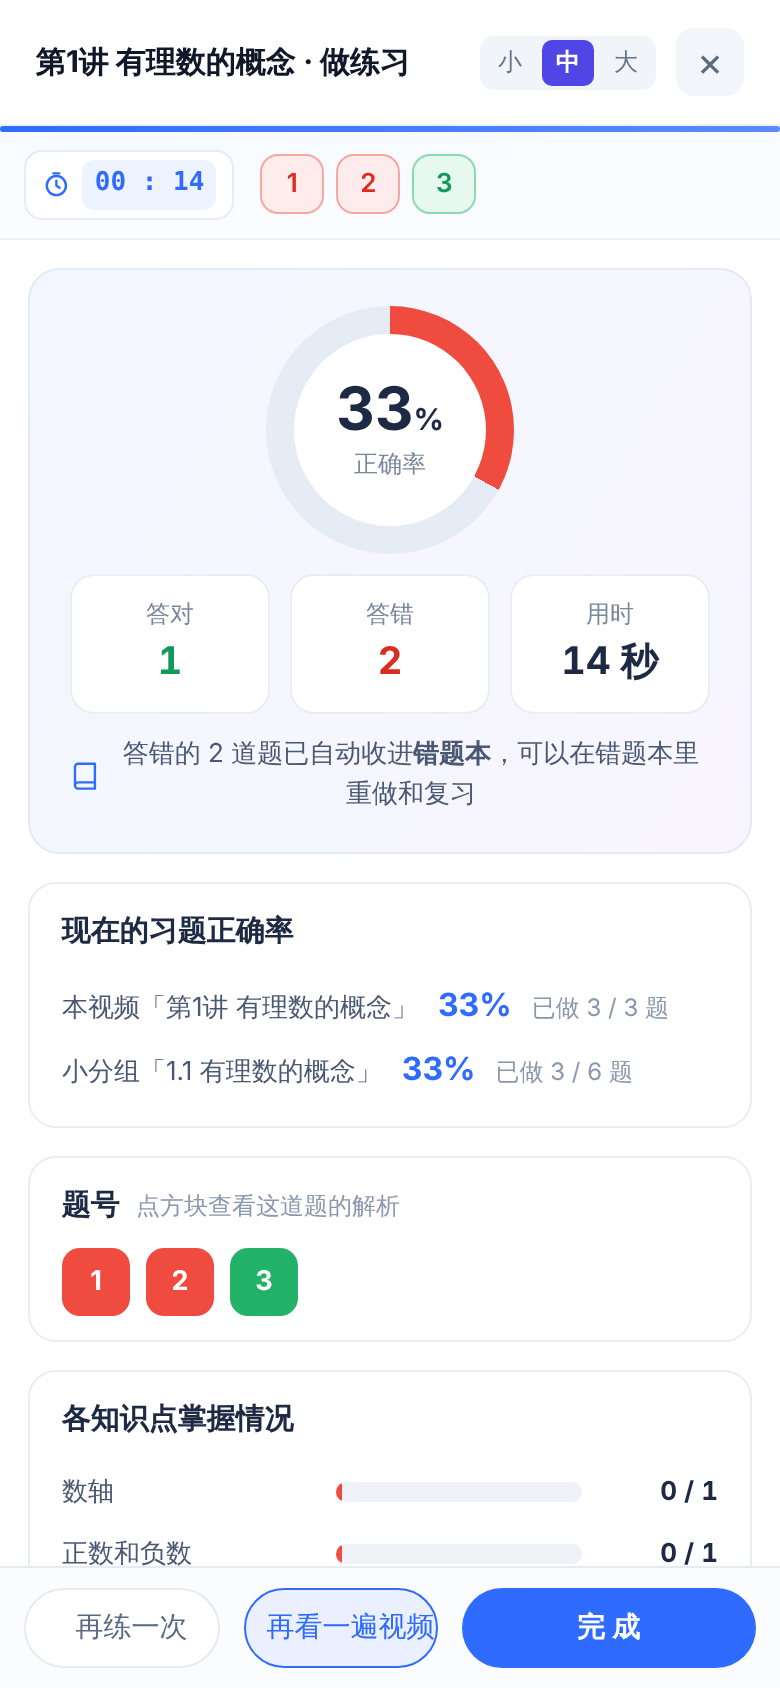 第1讲 有理数的概念 · 做练习
小 中 大 ×
00 : 14 1 2 3
33%
正确率
答对 答错 用时
1 2 14 秒
答错的 2 道题已自动收进错题本，可以在错题本里
重做和复习
现在的习题正确率
本视频「第1讲 有理数的概念」 33% 已做 3 / 3 题
小分组「1.1 有理数的概念」 33% 已做 3 / 6 题
题号 点方块查看这道题的解析
1 2 3
各知识点掌握情况
数轴 0 / 1
正数和负数 0 / 1
再练一次 再看一遍视频 完成